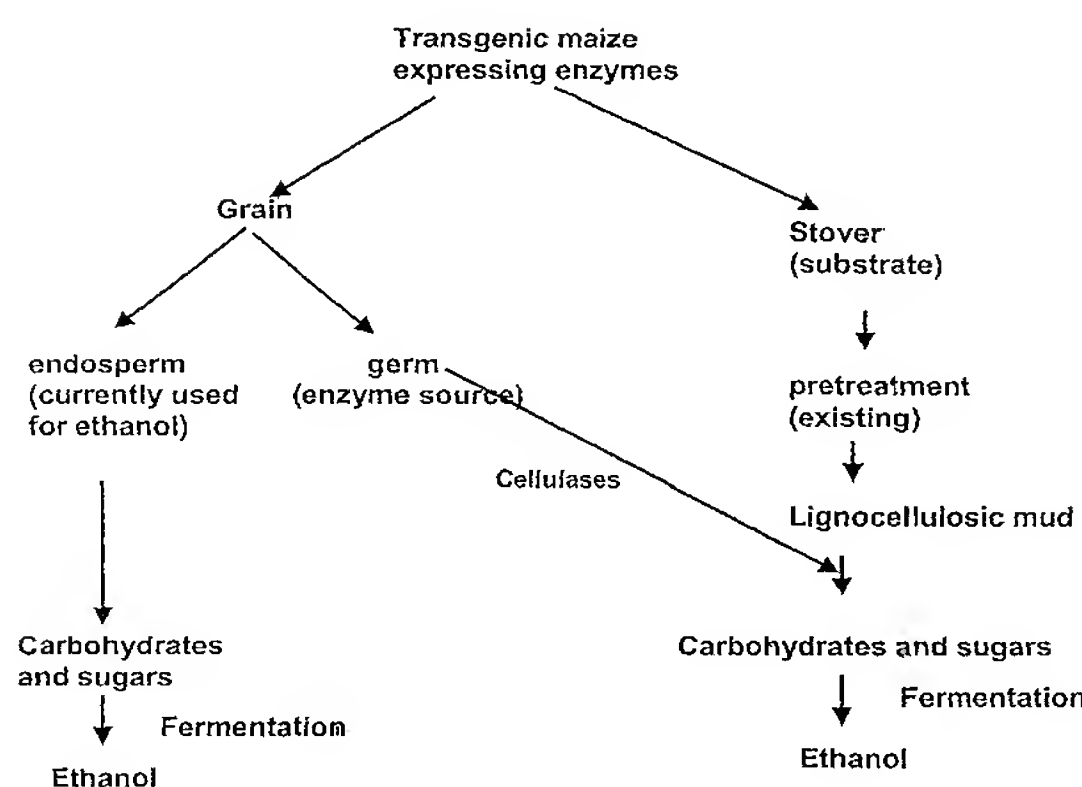 Transgenic maize
expressing enzymes
Grain
Stover
(substrate)
endosperm
(currently used
for ethanol)
germ
(enzyme source)
pretreatment
(existing)
Cellulases
Lignocellulosic mud
Carbohydrates
and sugars
Carbohydrates and sugars
Fermentation
Fermentation
Ethanol
Ethanol